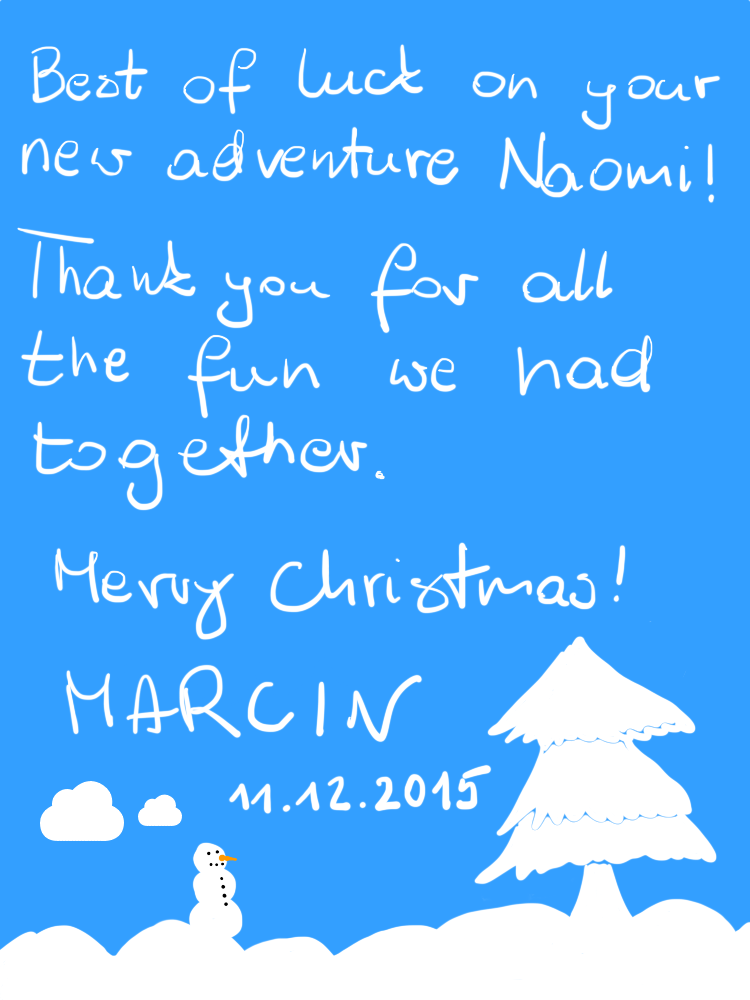 Best of luck on your
new adventure Naomi!
Thank you for all
the fun we had
together.
Merry Christmas!
MARCIN
11.12.2015